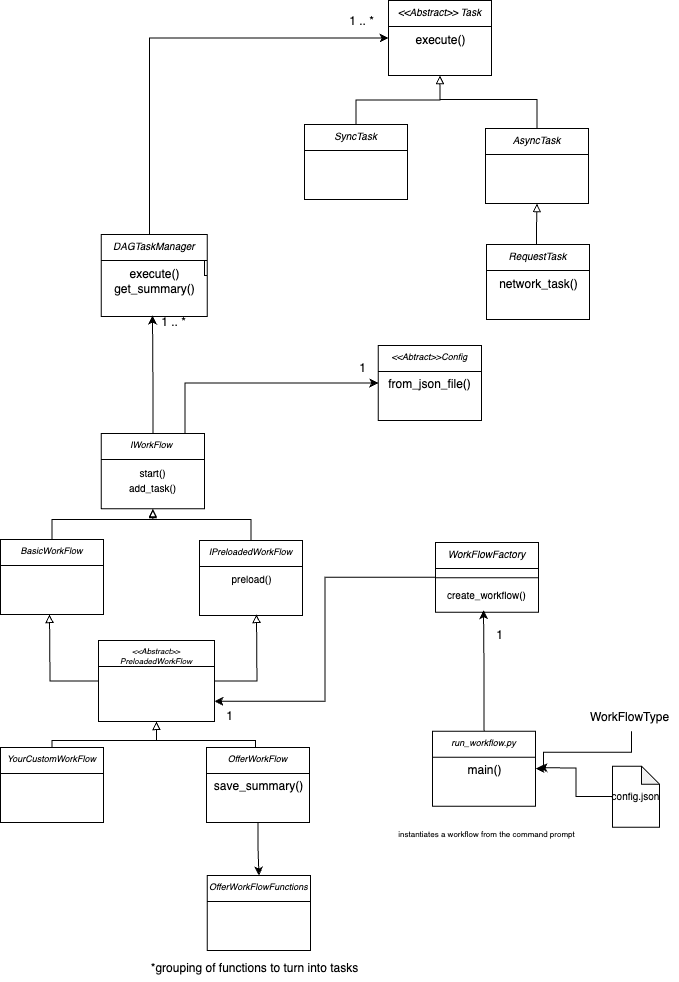 <<Abstract>> Task
1 .. *
execute()
SyncTask
AsyncTask
DAGTaskManager
execute()
get_summary()
RequestTask
network_task()
1 .. *
<<Abtract>>Config
1
from_json_file()
IWorkFlow
start()
add_task()
BasicWorkFlow
IPreloadedWorkFlow
preload()
WorkFlowFactory
create_workflow()
1
<<Abstract>>
PreloadedWorkFlow
1
WorkFlowType
YourCustomWorkFlow
OfferWorkFlow
save_summary()
run_workflow.py
main()
config.json
instantiates a workflow from the command prompt
OfferWorkFlowFunctions
*grouping of functions to turn into tasks